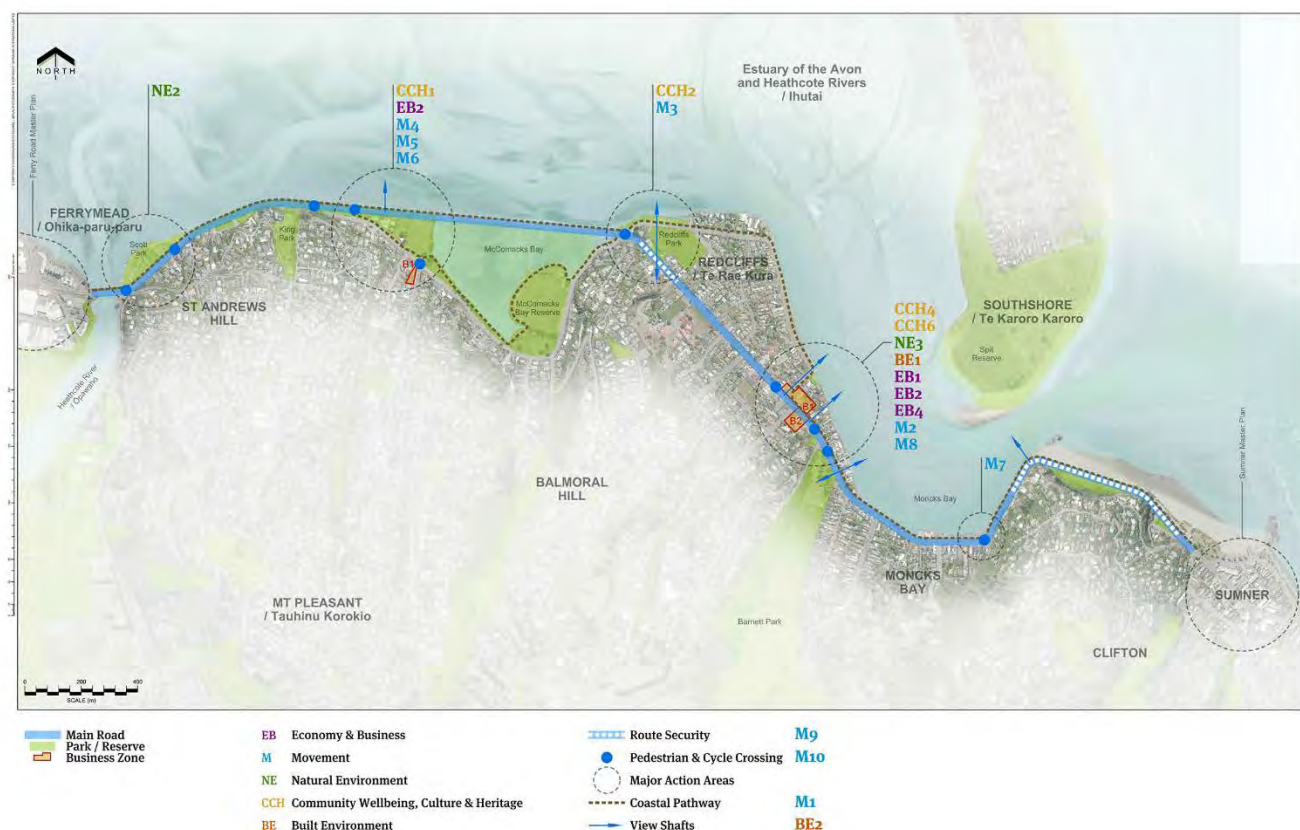 NORTH
NE2
CCH1
EB2
M4
M5
M6
CCH2
M3
Estuary of the Avon
and Heathcote Rivers
/ Ihutai
Ferry Road Master Plan
FERRYMEAD
/ Ohika-paru-paru
Scott
Park
King
Park
McCormacks Bay
Redcliffs
Park
REDCLIFFS
/ Te Rae Kura
B1
McCormacks
Bay Reserve
ST ANDREWS
HILL
Heathcote River
/ Opawaho
SOUTHSHORE
/ Te Karoro Karoro
Spit
Reserve
CCH4
CCH6
NE3
BE1
EB1
EB2
EB4
M2
M8
B1
B2
BALMORAL
HILL
M7
Moncks Bay
Sumner Master Plan
MONCKS
BAY
SUMNER
MT PLEASANT
/ Tauhinu Korokio
Barnett Park
CLIFTON
0 200 400
SCALE (m)
Main Road
Park / Reserve
Business Zone
EB Economy & Business
M Movement
NE Natural Environment
CCH Community Wellbeing, Culture & Heritage
BE Built Environment
Route Security M9
Pedestrian & Cycle Crossing M10
Major Action Areas
Coastal Pathway M1
View Shafts BE2